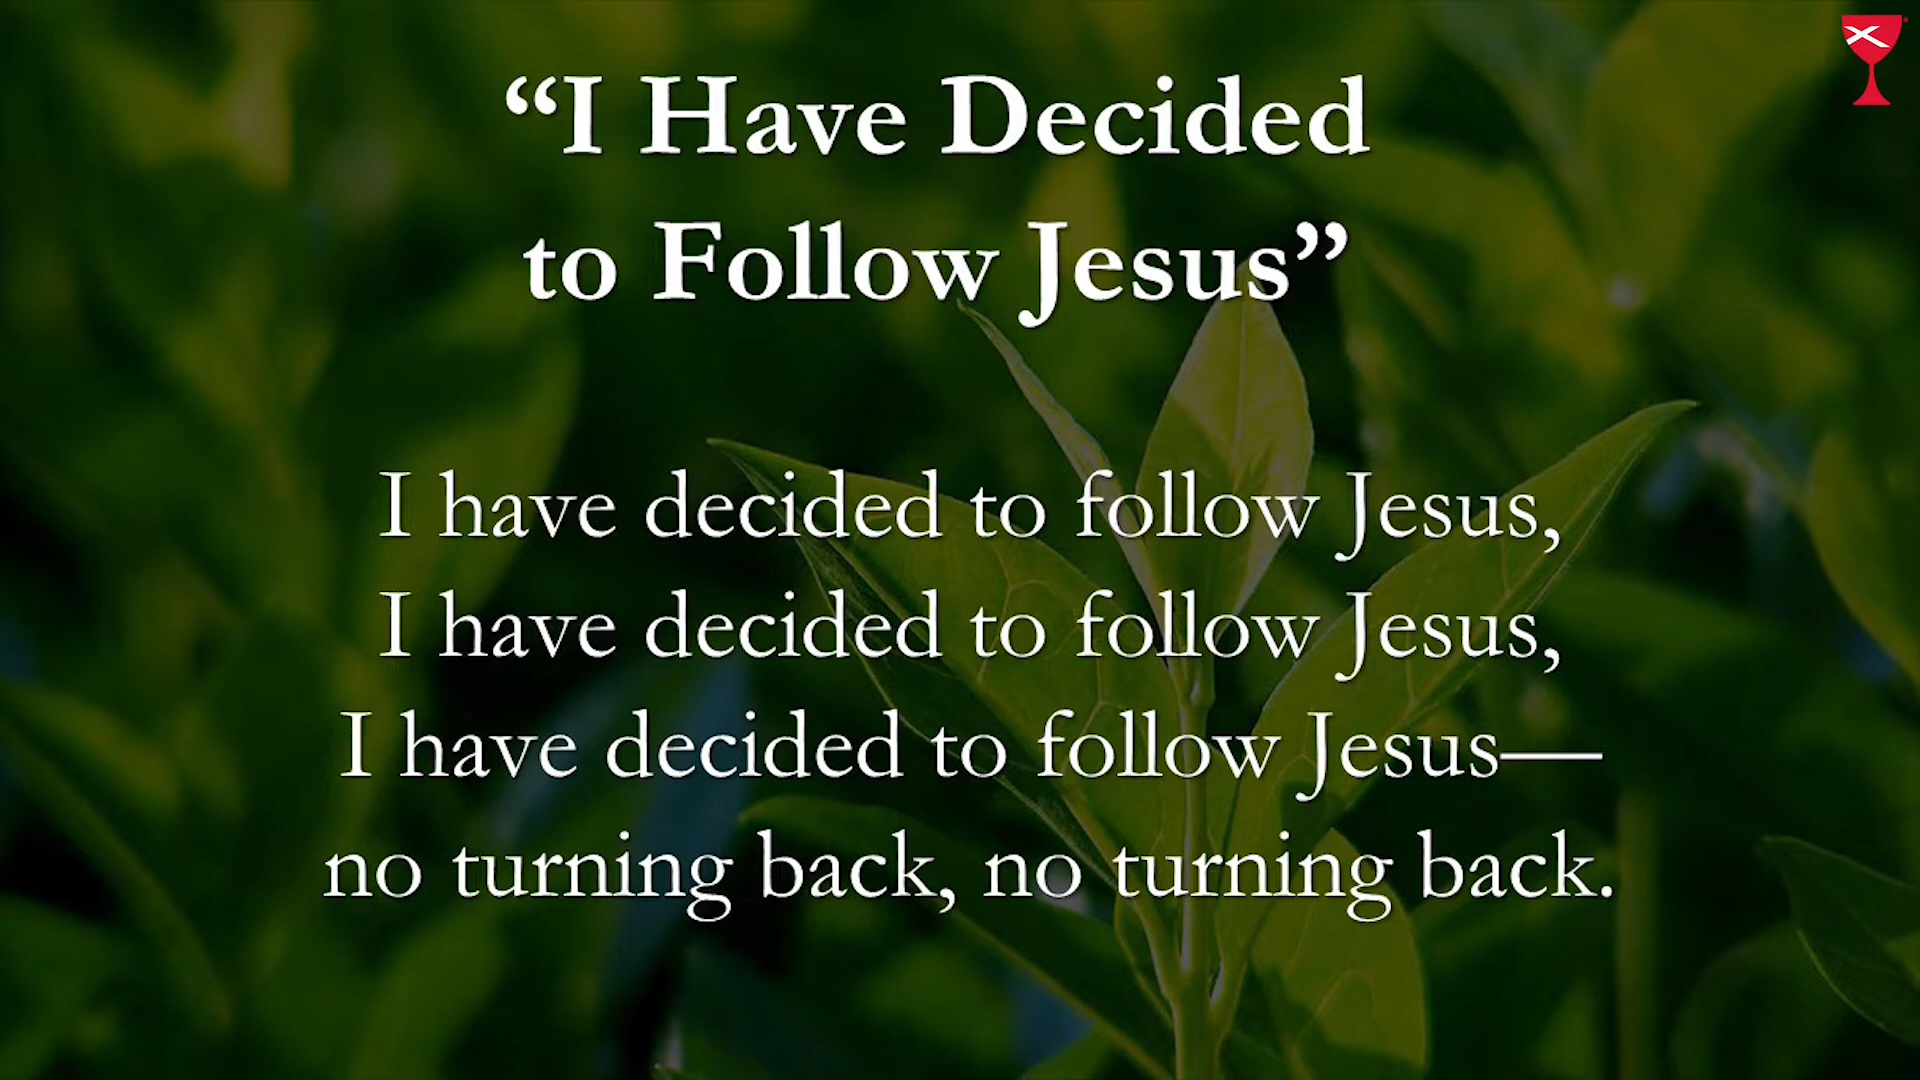 “I Have Decided
to Follow Jesus”
I have decided to follow Jesus,
I have decided to follow Jesus,
I have decided to follow Jesus—
no turning back, no turning back.